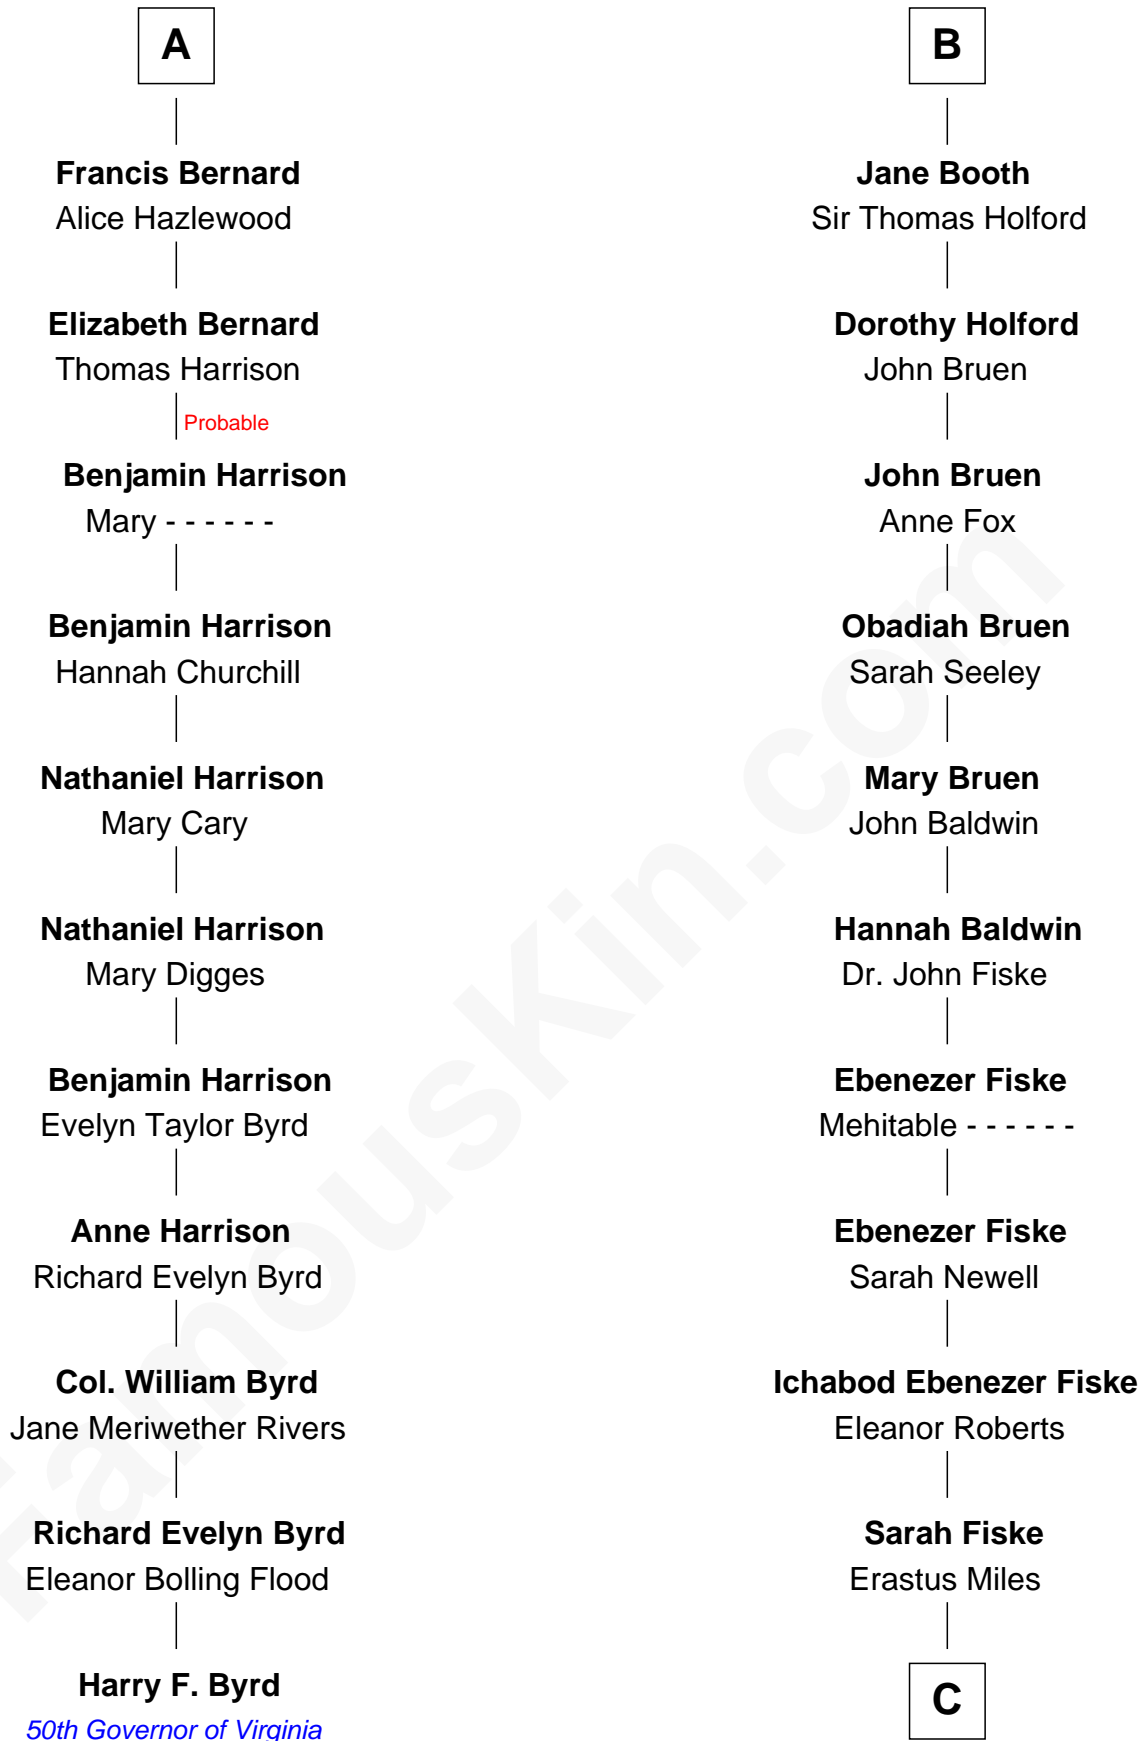 A
Francis Bernard
Alice Hazlewood
Elizabeth Bernard
Thomas Harrison
Probable
Benjamin Harrison
Mary - - - - - -
Benjamin Harrison
Hannah Churchill
Nathaniel Harrison
Mary Cary
Nathaniel Harrison
Mary Digges
Benjamin Harrison
Evelyn Taylor Byrd
Anne Harrison
Richard Evelyn Byrd
Col. William Byrd
Jane Meriwether Rivers
Richard Evelyn Byrd
Eleanor Bolling Flood
Harry F. Byrd
50th Governor of Virginia
B
Jane Booth
Sir Thomas Holford
Dorothy Holford
John Bruen
John Bruen
Anne Fox
Obadiah Bruen
Sarah Seeley
Mary Bruen
John Baldwin
Hannah Baldwin
Dr. John Fiske
Ebenezer Fiske
Mehitable - - - - - -
Ebenezer Fiske
Sarah Newell
Ichabod Ebenezer Fiske
Eleanor Roberts
Sarah Fiske
Erastus Miles
C
FamousKin.com